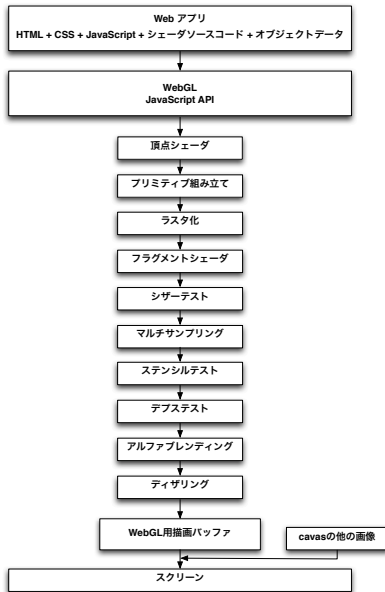 Web アプリ
HTML + CSS + JavaScript + シェーダソースコード + オブジェクトデータ
WebGL
JavaScript API
頂点シェーダ
プリミティブ組み立て
ラスタ化
フラグメントシェーダ
シザーテスト
マルチサンプリング
ステンシルテスト
デプステスト
アルファブレンディング
ディザリング
WebGL用描画バッファ
cavasの他の画像
スクリーン